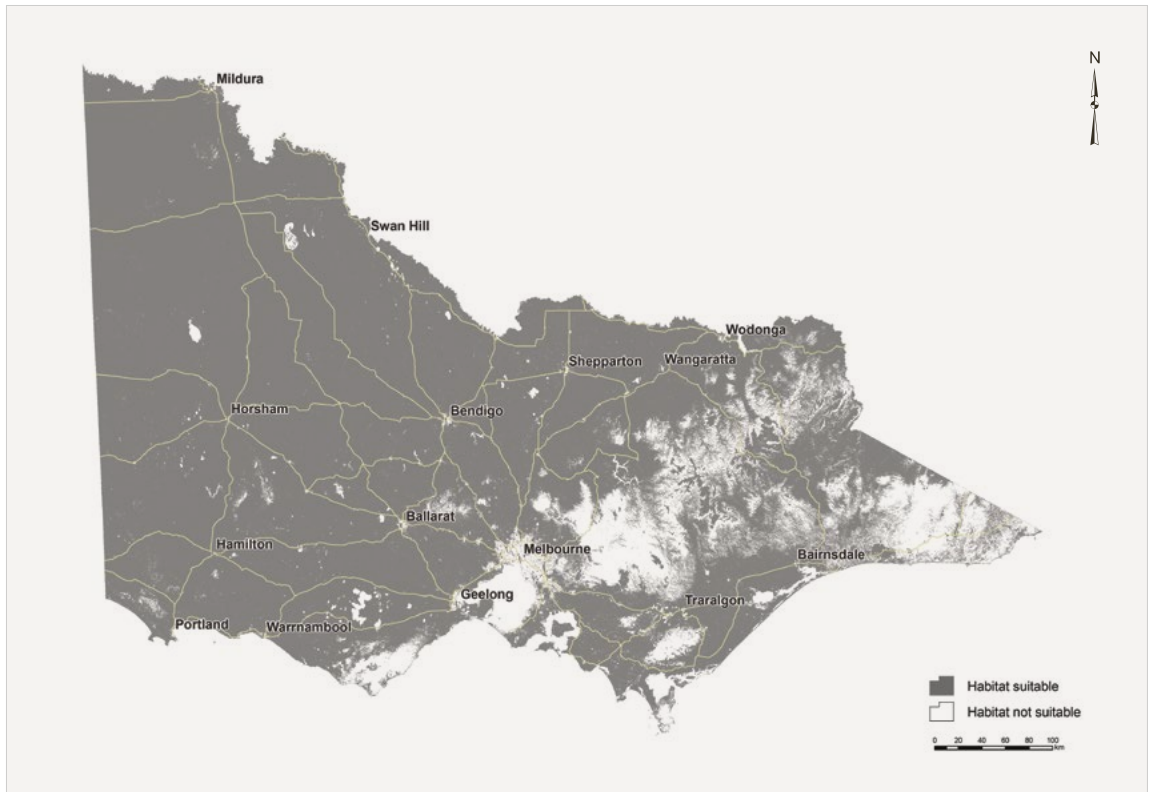 N
Mildura
Swan Hill
Wodonga
Shepparton
Wangaratta
Horsham
Bendigo
Ballarat
Hamilton
Melbourne
Bairnsdale
Geelong
Traralgon
Portland
Warrnambool
Habitat suitable
Habitat not suitable
0 20 40 60 80 100
km